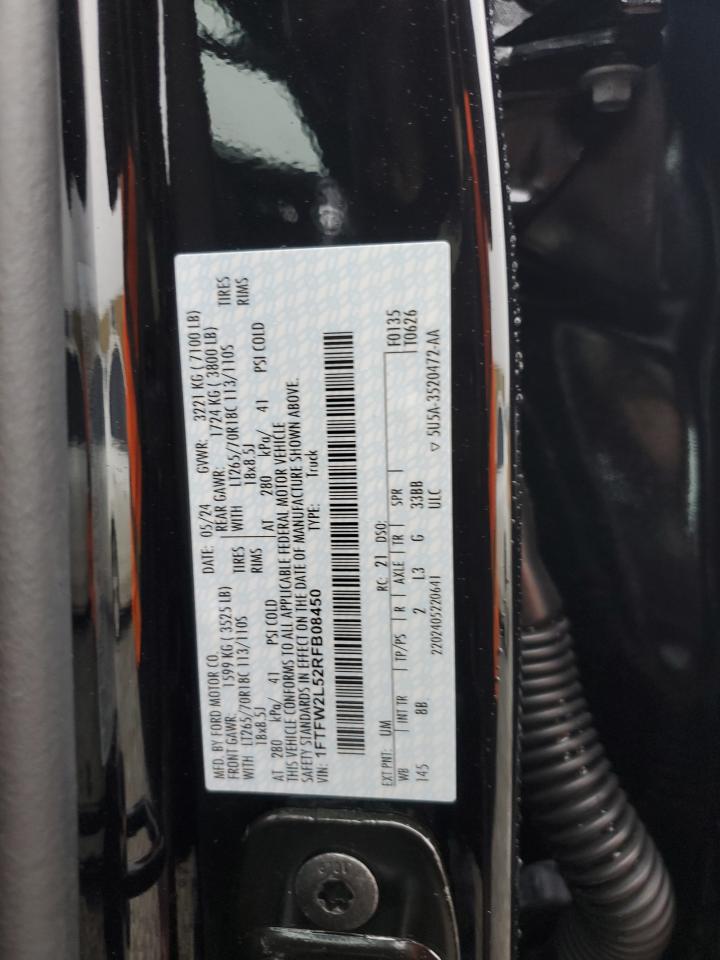 MFD. BY FORD MOTOR CO.
DATE: 05/24 GVWR: 3221 KG ( 7100 LB)
FRONT GAWR: 1599 KG ( 3525 LB) REAR GAWR: 1724 KG ( 3800 LB)
WITH LT265/70R18C 113/110S TIRES WITH LT265/70R18C 113/110S TIRES
18x8.5J RIMS 18x8.5J RIMS
AT 280 kPa/ 41 PSI COLD AT 280 kPa/ 41 PSI COLD
THIS VEHICLE CONFORMS TO ALL APPLICABLE FEDERAL MOTOR VEHICLE
SAFETY STANDARDS IN EFFECT ON THE DATE OF MANUFACTURE SHOWN ABOVE.
VIN: 1FTFW2L52RFB08450 TYPE: Truck
F0135
T0626
EXT PNT: UM RC: 21 DSO:
WB INT TR TP/PS R AXLE TR SPR
145 8B 2 L3 G 33BB
2202405220641 ULC ▽ 5U5A-3520472-AA